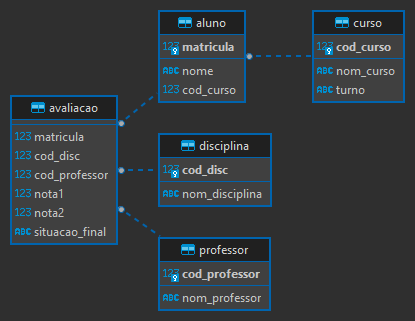 aluno
123 matricula
ABC nome
123 cod_curso
curso
123 cod_curso
ABC nom_curso
ABC turno
avaliacao
123 matricula
123 cod_disc
123 cod_professor
123 nota1
123 nota2
ABC situacao_final
disciplina
123 cod_disc
ABC nom_disciplina
professor
123 cod_professor
ABC nom_professor